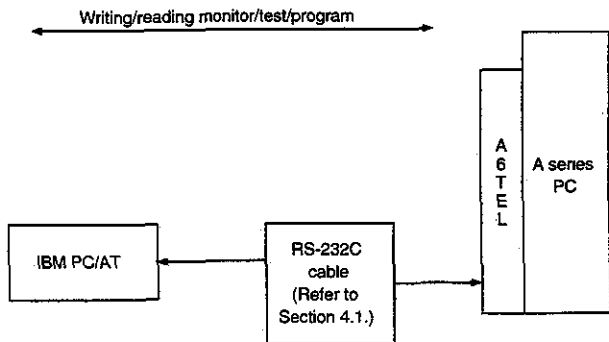 Writing/reading monitor/test/program
A
6
T
E
L
A series
PC
IBM PC/AT
RS-232C
cable
(Refer to
Section 4.1.)